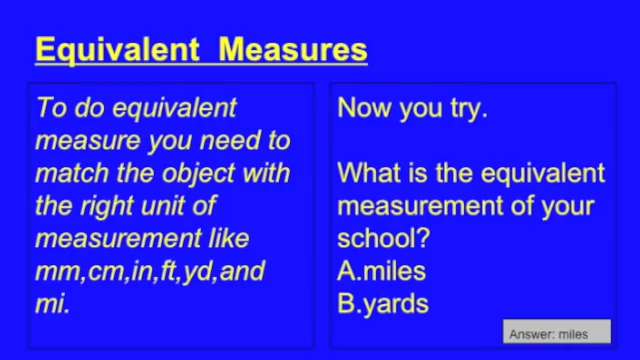 Equivalent Measures
To do equivalent
measure you need to
match the object with
the right unit of
measurement like
mm,cm,in,ft,yd,and
mi.
Now you try.
What is the equivalent
measurement of your
school?
A.miles
B.yards
Answer: miles